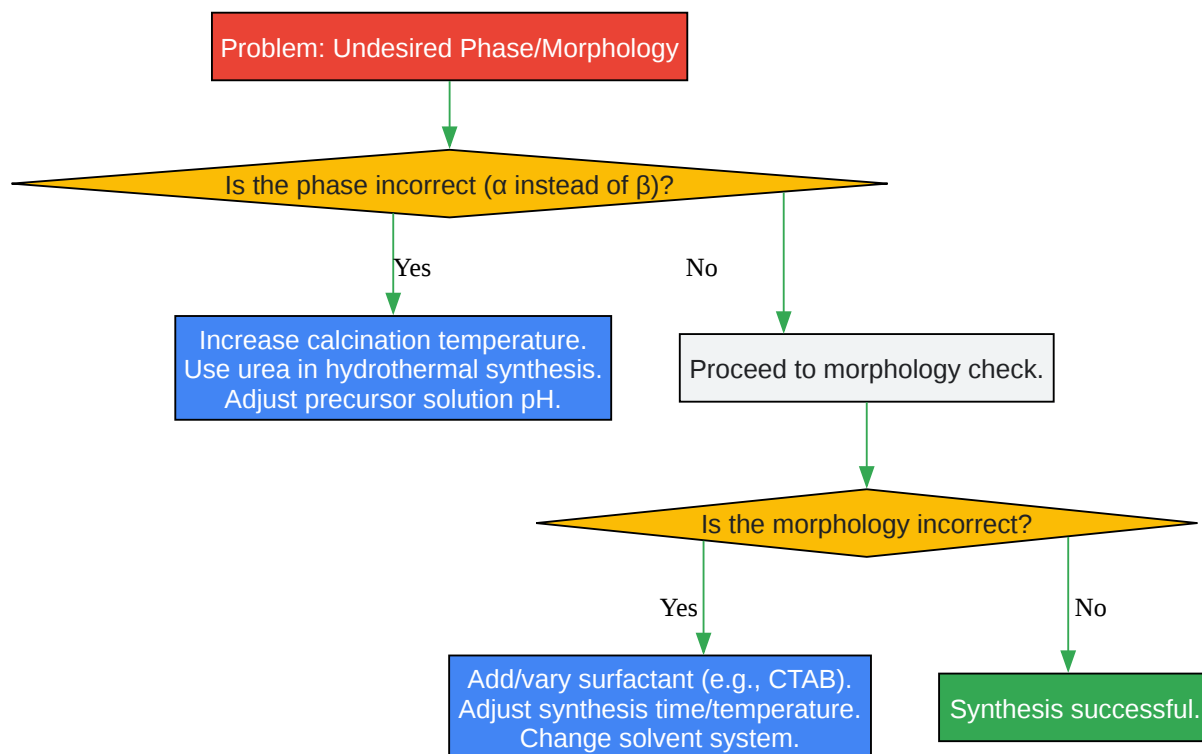 Problem: Undesired Phase/Morphology
Is the phase incorrect (α instead of β)?
Yes
No
Increase calcination temperature.
Use urea in hydrothermal synthesis.
Adjust precursor solution pH.
Proceed to morphology check.
Is the morphology incorrect?
Yes
No
Add/vary surfactant (e.g., CTAB).
Adjust synthesis time/temperature.
Change solvent system.
Synthesis successful.